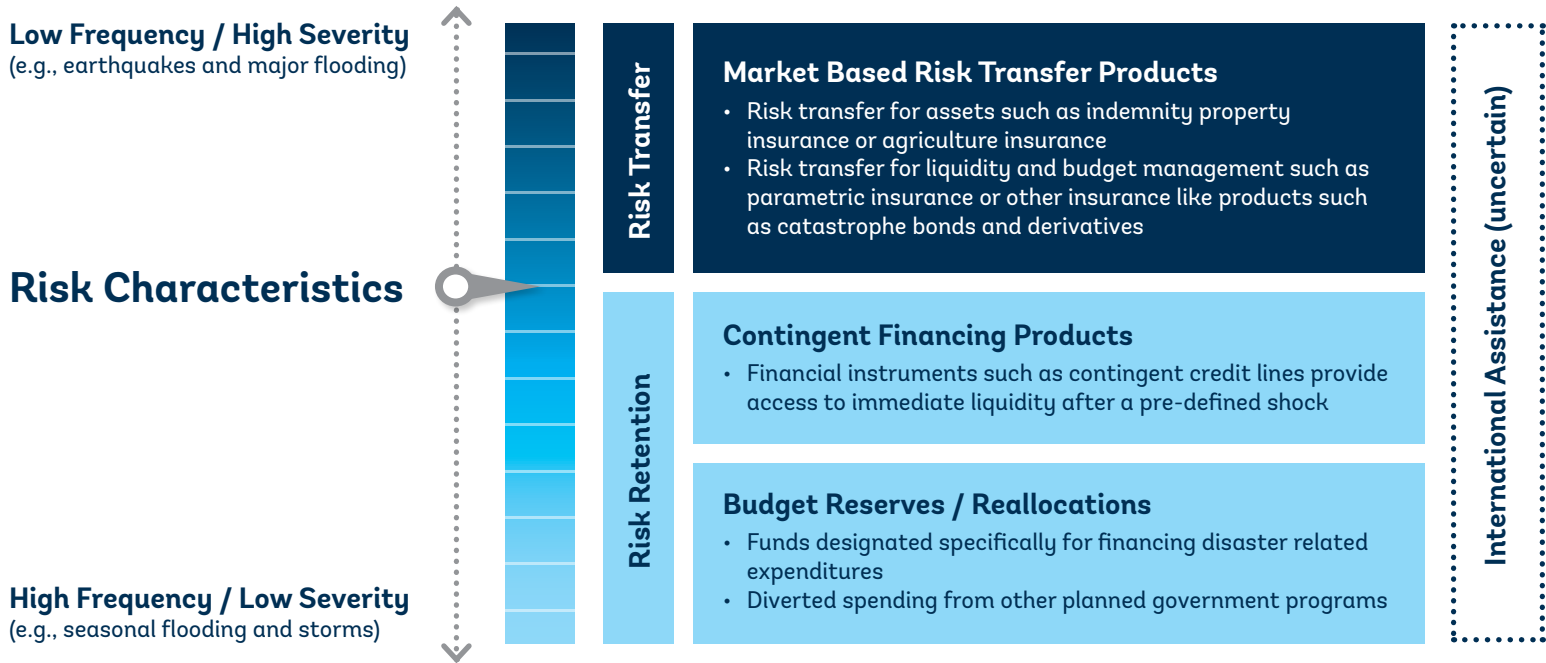 Low Frequency / High Severity
(e.g., earthquakes and major flooding)
Risk Characteristics
High Frequency / Low Severity
(e.g., seasonal flooding and storms)
Risk Transfer
Market Based Risk Transfer Products
• Risk transfer for assets such as indemnity property
insurance or agriculture insurance
• Risk transfer for liquidity and budget management such as
parametric insurance or other insurance like products such
as catastrophe bonds and derivatives
Risk Retention
Contingent Financing Products
• Financial instruments such as contingent credit lines provide
access to immediate liquidity after a pre-defined shock
Budget Reserves / Reallocations
• Funds designated specifically for financing disaster related
expenditures
• Diverted spending from other planned government programs
International Assistance (uncertain)